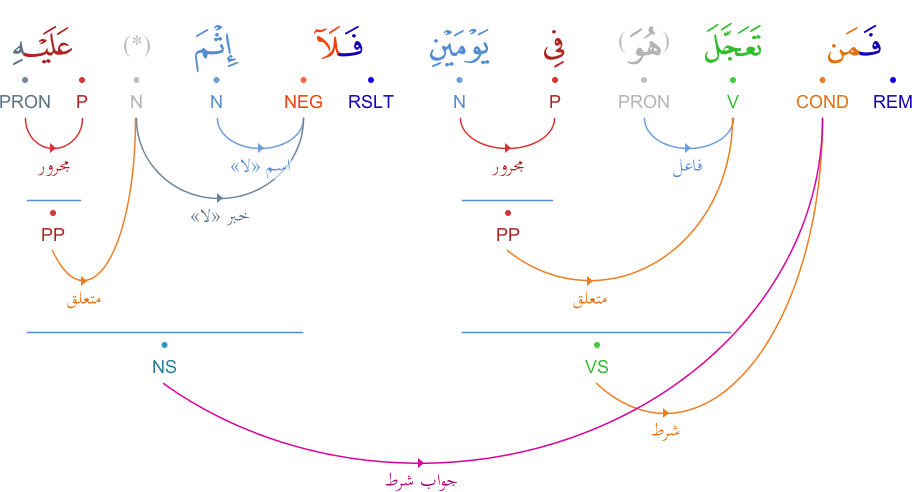 فَمَن تَعَجَّلَ (هُوَ) فِى يَوْمَيْنِ فَلَآ إِثْمَ (*) عَلَيْهِ
REM COND V PRON P N RSLT NEG N N P PRON
فاعل مجرور اسم «لا» مجرور
خبر «لا»
PP PP
متعلق متعلق
VS NS
شرط
جواب شرط